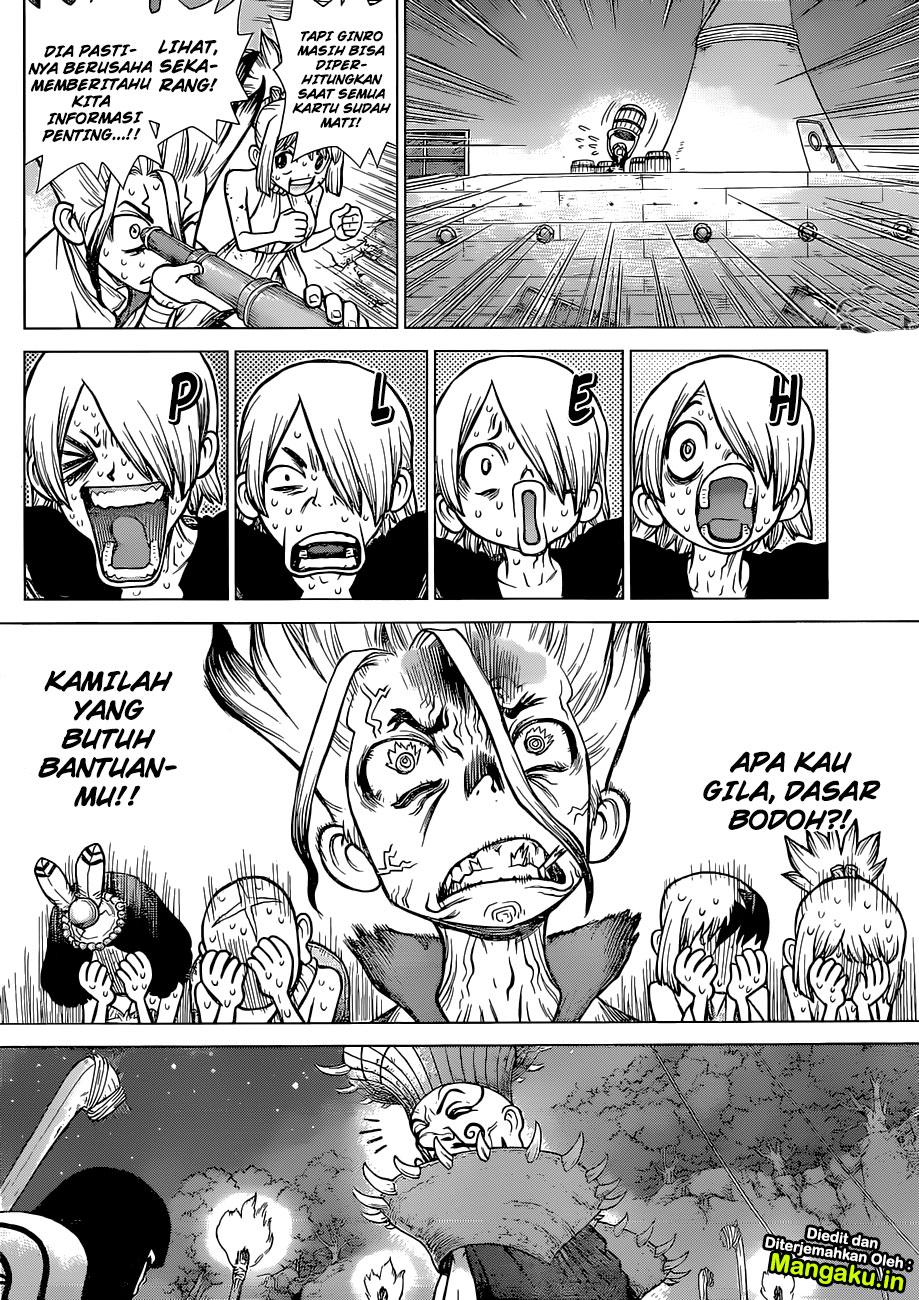 TAPI GINRO
MASIH BISA
DIPER-
HITUNGKAN
SAAT SEMUA
KARTU SUDAH
MATI!
LIHAT,
SEKA-
RANG!
DIA PASTI-
NYA BERUSAHA
MEMBERITAHU
KITA
INFORMASI
PENTING...!!
H
E
L
P
APA KAU
GILA, DASAR
BODOH?!
KAMILAH
YANG
BUTUH
BANTUAN-
MU!!
Diedit dan
Diterjemahkan Oleh :
Mangaku.in